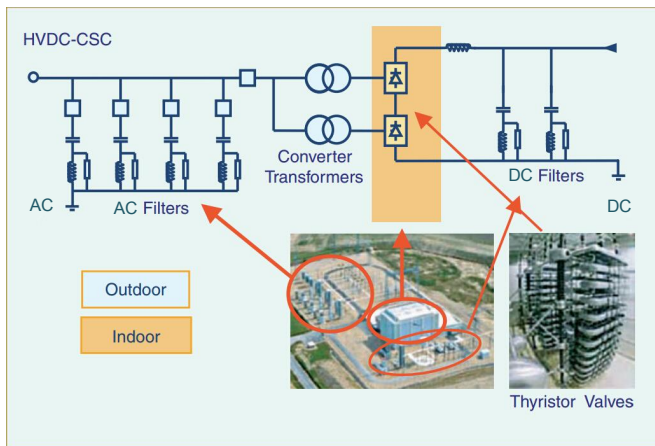 HVDC-CSC
Converter
Transformers
AC
AC Filters
DC Filters
DC
Outdoor
Indoor
Thyristor Valves